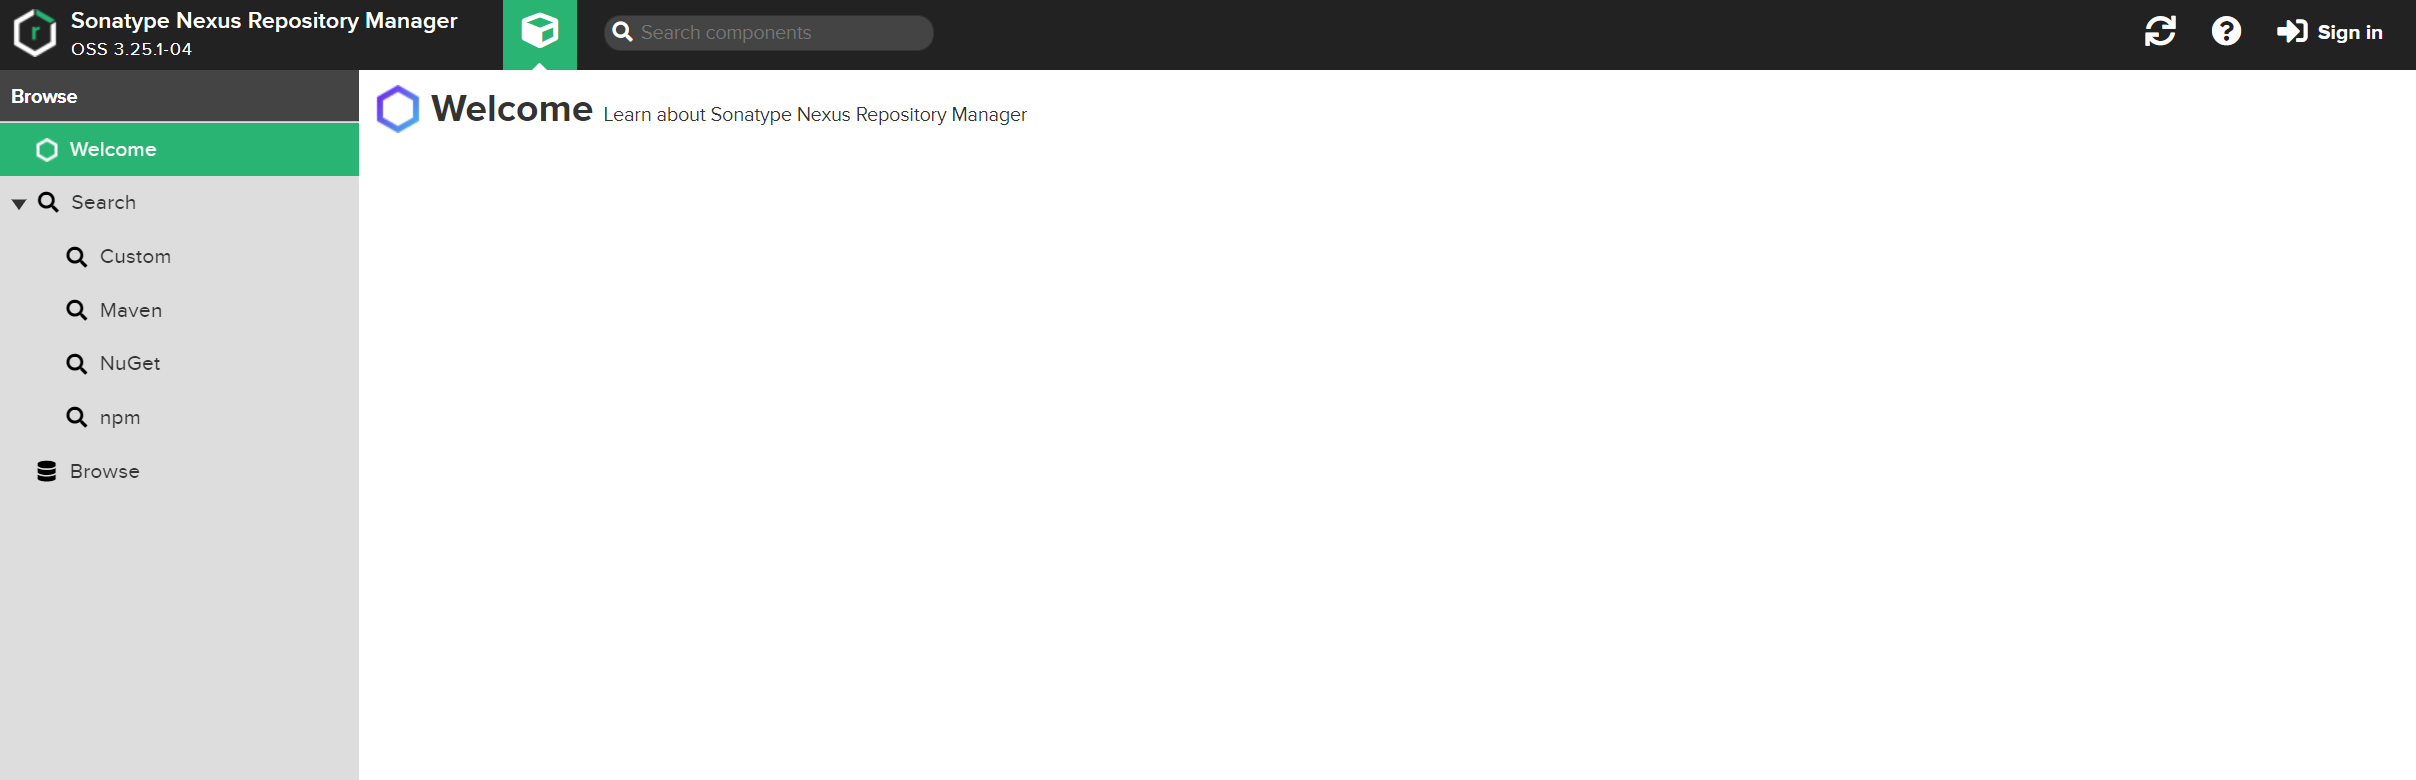 Sonatype Nexus Repository Manager
OSS 3.25.1-04
Search components
Sign in
Browse
Welcome
Search
Custom
Maven
NuGet
npm
Browse
Welcome Learn about Sonatype Nexus Repository Manager